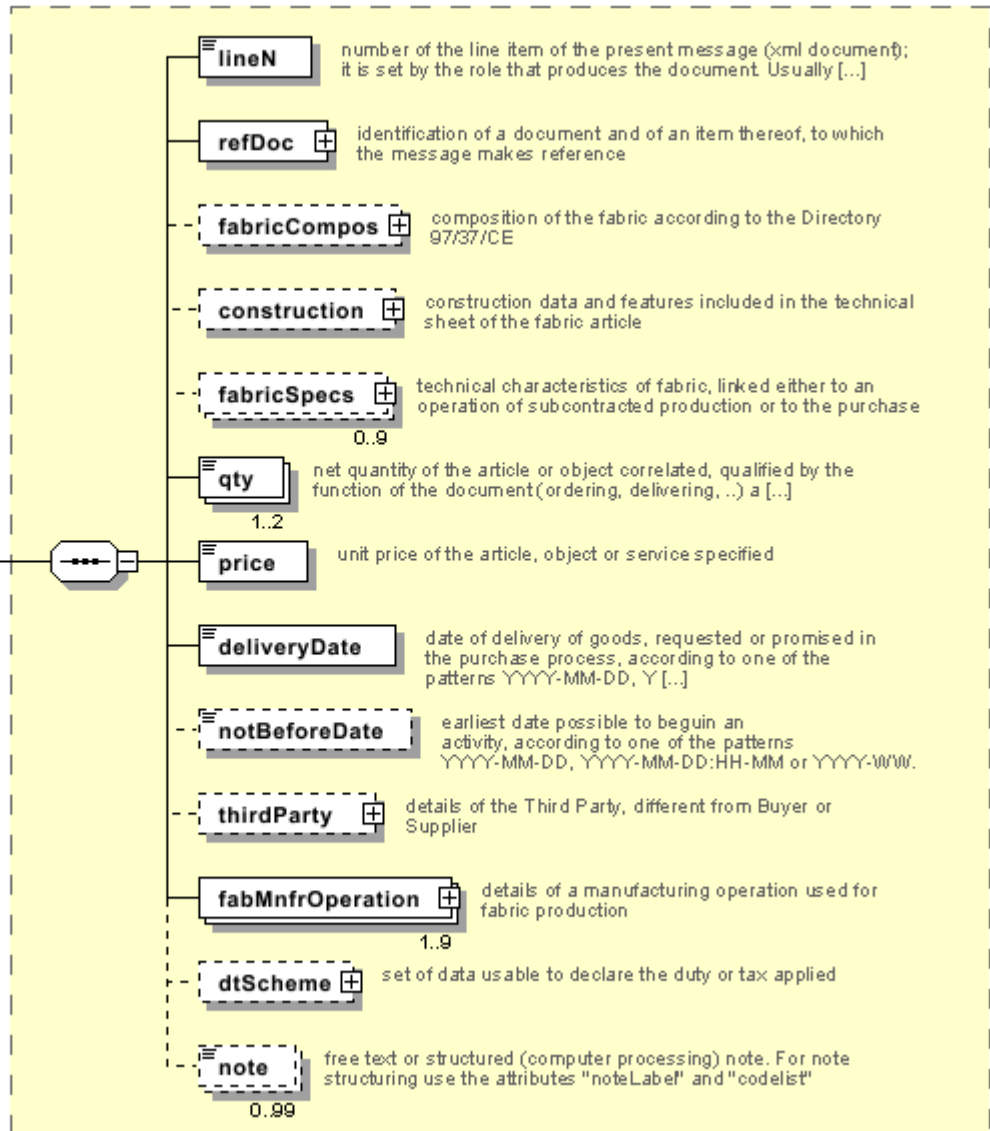 lineN
number of the line item of the present message (xml document);
it is set by the role that produces the document. Usually [...]
refDoc
identification of a document and of an item thereof, to which
the message makes reference
fabricCompos
composition of the fabric according to the Directory
97/37/CE
construction
construction data and features included in the technical
sheet of the fabric article
fabricSpecs
technical characteristics of fabric, linked either to an
operation of subcontracted production or to the purchase
0..9
qty
net quantity of the article or object correlated, qualified by the
function of the document (ordering, delivering, ..) a [...]
1..2
price
unit price of the article, object or service specified
deliveryDate
date of delivery of goods, requested or promised in
the purchase process, according to one of the
patterns YYYY-MM-DD, Y [...]
notBeforeDate
earliest date possible to beguin an
activity, according to one of the patterns
YYYY-MM-DD, YYYY-MM-DD:HH-MM or YYYY-WW.
thirdParty
details of the Third Party, different from Buyer or
Supplier
fabMnfrOperation
details of a manufacturing operation used for
fabric production
1..9
dtScheme
set of data usable to declare the duty or tax applied
note
free text or structured (computer processing) note. For note
structuring use the attributes "noteLabel" and "codelist"
0..99